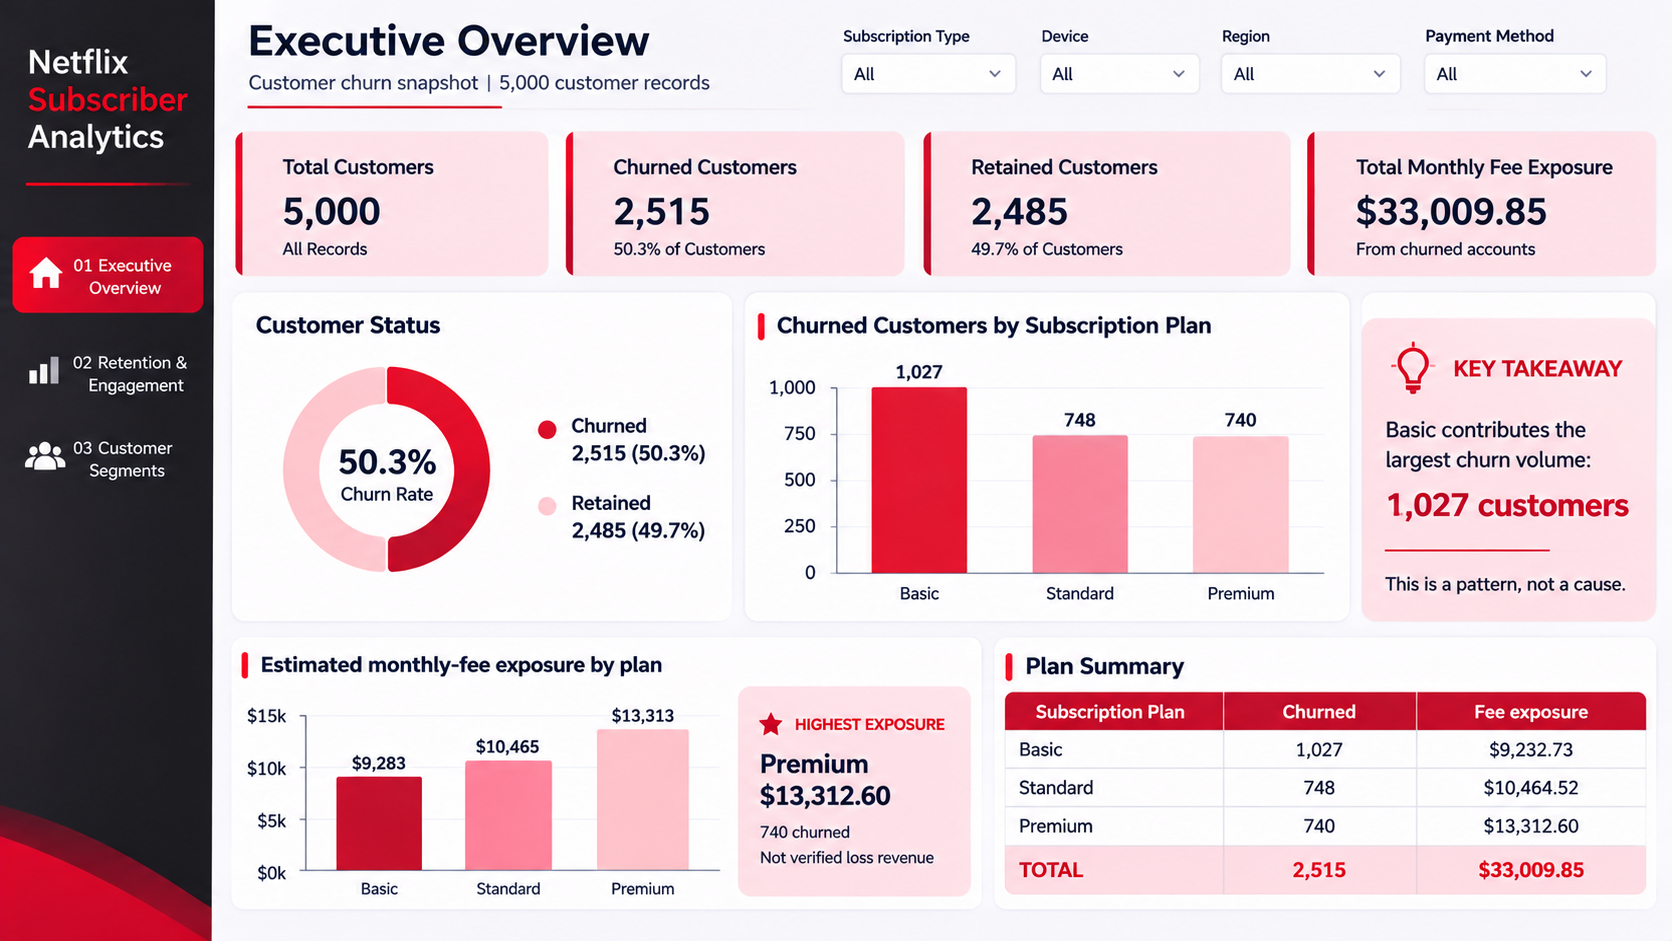 Netflix
Subscriber
Analytics
01 Executive
Overview
02 Retention &
Engagement
03 Customer
Segments
Executive Overview
Customer churn snapshot | 5,000 customer records
Subscription Type
All
Device
All
Region
All
Payment Method
All
Total Customers
5,000
All Records
Churned Customers
2,515
50.3% of Customers
Retained Customers
2,485
49.7% of Customers
Total Monthly Fee Exposure
$33,009.85
From churned accounts
Customer Status
50.3%
Churn Rate
Churned
2,515 (50.3%)
Retained
2,485 (49.7%)
Churned Customers by Subscription Plan
1,000
750
500
250
0
1,027
748
740
Basic
Standard
Premium
KEY TAKEAWAY
Basic contributes the
largest churn volume:
1,027 customers
This is a pattern, not a cause.
Estimated monthly-fee exposure by plan
$15k
$10k
$5k
$0k
$9,283
$10,465
$13,313
Basic
Standard
Premium
HIGHEST EXPOSURE
Premium
$13,312.60
740 churned
Not verified loss revenue
Plan Summary
Subscription Plan Churned Fee exposure
Basic 1,027 $9,232.73
Standard 748 $10,464.52
Premium 740 $13,312.60
TOTAL 2,515 $33,009.85